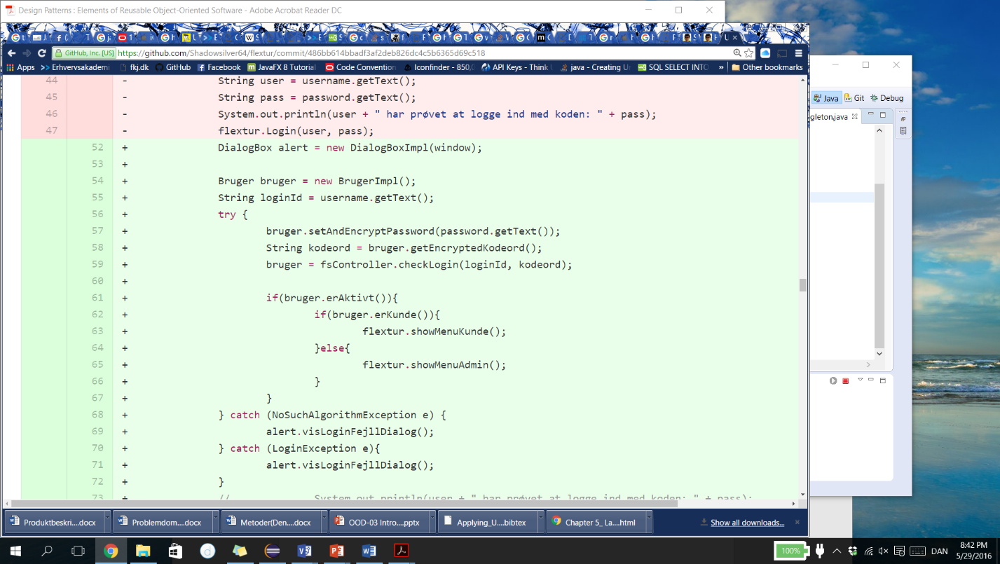 Design Patterns : Elements of Reusable Object-Oriented Software - Adobe Acrobat Reader DC
GitHub, Inc. [US] https://github.com/Shadowsilver64/flextur/commit/486bb614bbadf3af2deb826dc4c5b6365d69c518
Apps >> Erhvervsakademi fkj.dk GitHub Facebook JavaFX 8 Tutorial Code Convention Iconfinder - 850,0 API Keys - Think java - Creating SQL SELECT INTO » Other bookmarks
Java Git Debug
gleton.java
44 - String user = username.getText();
45 - String pass = password.getText();
46 - System.out.println(user + " har prøvet at logge ind med koden: " + pass);
47 - flextur.Login(user, pass);
52 + DialogBox alert = new DialogBoxImpl(window);
53 +
54 + Bruger bruger = new BrugerImpl();
55 + String loginId = username.getText();
56 + try {
57 + bruger.setAndEncryptPassword(password.getText());
58 + String kodeord = bruger.getEncryptedKodeord();
59 + bruger = fsController.checkLogin(loginId, kodeord);
60 +
61 + if(bruger.erAktivt()){
62 + if(bruger.erKunde()){
63 + flextur.showMenuKunde();
64 + }else{
65 + flextur.showMenuAdmin();
66 + }
67 + }
68 + } catch (NoSuchAlgorithmException e) {
69 + alert.visLoginFejllDialog();
70 + } catch (LoginException e){
71 + alert.visLoginFejllDialog();
72 + }
73 + // System.out.println(user + " har prøvet at logge ind med koden: " + pass);
Produktbeskri....docx Problemdom....docx Metoder(Den....docx OOD-03 Intro....pptx Applying_U....bibtex Chapter 5_ La....html Show all downloads...
100% DAN 8:42 PM
5/29/2016